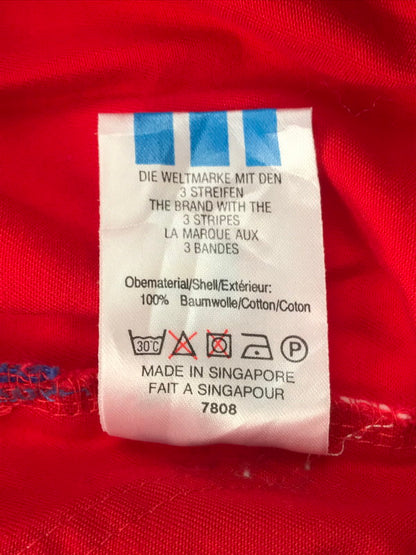 DIE WELTMARKE MIT DEN
3 STREIFEN
THE BRAND WITH THE
3 STRIPES
LA MARQUE AUX
3 BANDES
Obematerial/Shell/Extérieur:
100% Baumwolle/Cotton/Coton
30°C P
MADE IN SINGAPORE
FAIT A SINGAPOUR
7808